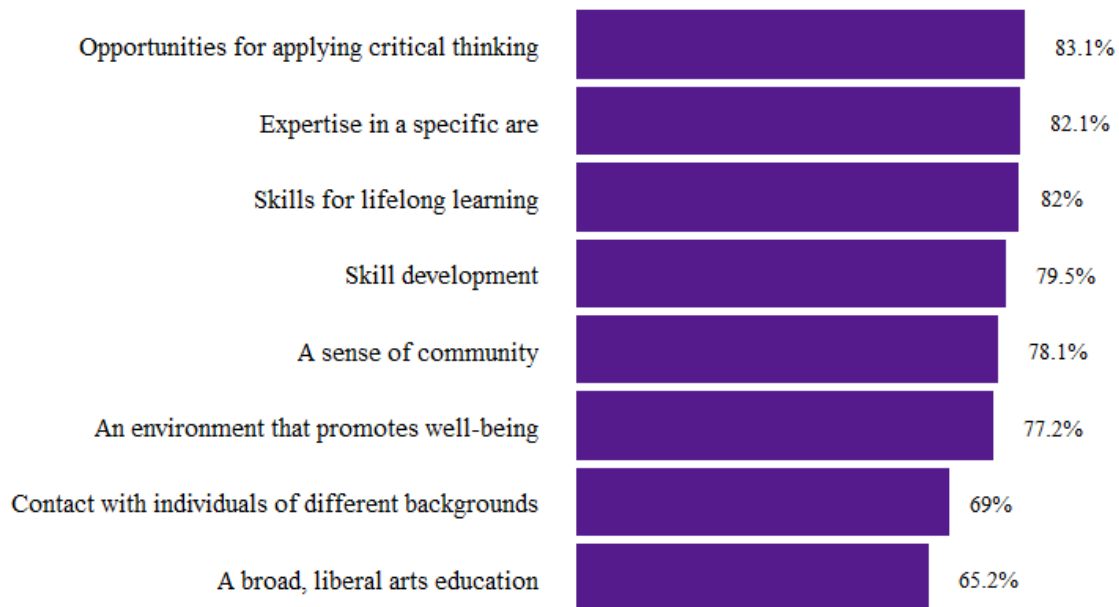 Opportunities for applying critical thinking 83.1%
Expertise in a specific are 82.1%
Skills for lifelong learning 82%
Skill development 79.5%
A sense of community 78.1%
An environment that promotes well-being 77.2%
Contact with individuals of different backgrounds 69%
A broad, liberal arts education 65.2%